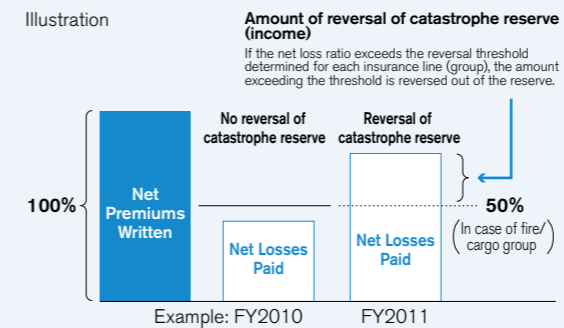 Illustration
Amount of reversal of catastrophe reserve
(income)
If the net loss ratio exceeds the reversal threshold
determined for each insurance line (group), the amount
exceeding the threshold is reversed out of the reserve.
No reversal of
catastrophe reserve
Reversal of
catastrophe reserve
100%
Net
Premiums
Written
Net Losses
Paid
Net Losses
Paid
50%
(In case of fire/
cargo group)
Example: FY2010
FY2011